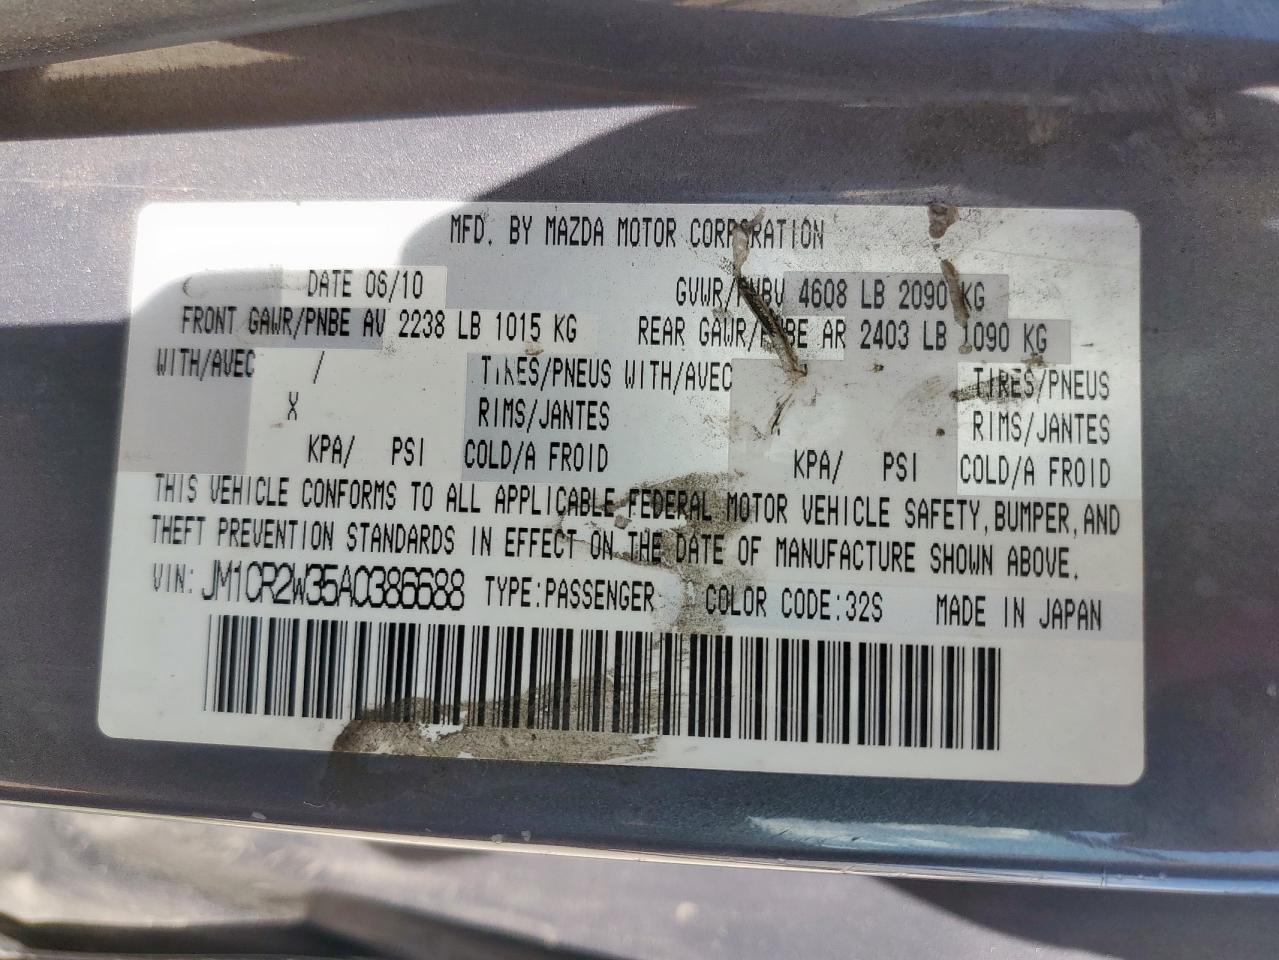 MFD. BY MAZDA MOTOR CORPORATION
DATE 06/10 GVWR/PNBV 4608 LB 2090 KG
FRONT GAWR/PNBE AV 2238 LB 1015 KG REAR GAWR/PNBE AR 2403 LB 1090 KG
WITH/AVEC / TIRES/PNEUS WITH/AVEC TIRES/PNEUS
X RIMS/JANTES RIMS/JANTES
KPA/ PSI COLD/A FROID KPA/ PSI COLD/A FROID
THIS VEHICLE CONFORMS TO ALL APPLICABLE FEDERAL MOTOR VEHICLE SAFETY,BUMPER,AND
THEFT PREVENTION STANDARDS IN EFFECT ON THE DATE OF MANUFACTURE SHOWN ABOVE.
VIN: JM1CR2W35A0386688 TYPE:PASSENGER COLOR CODE:32S MADE IN JAPAN